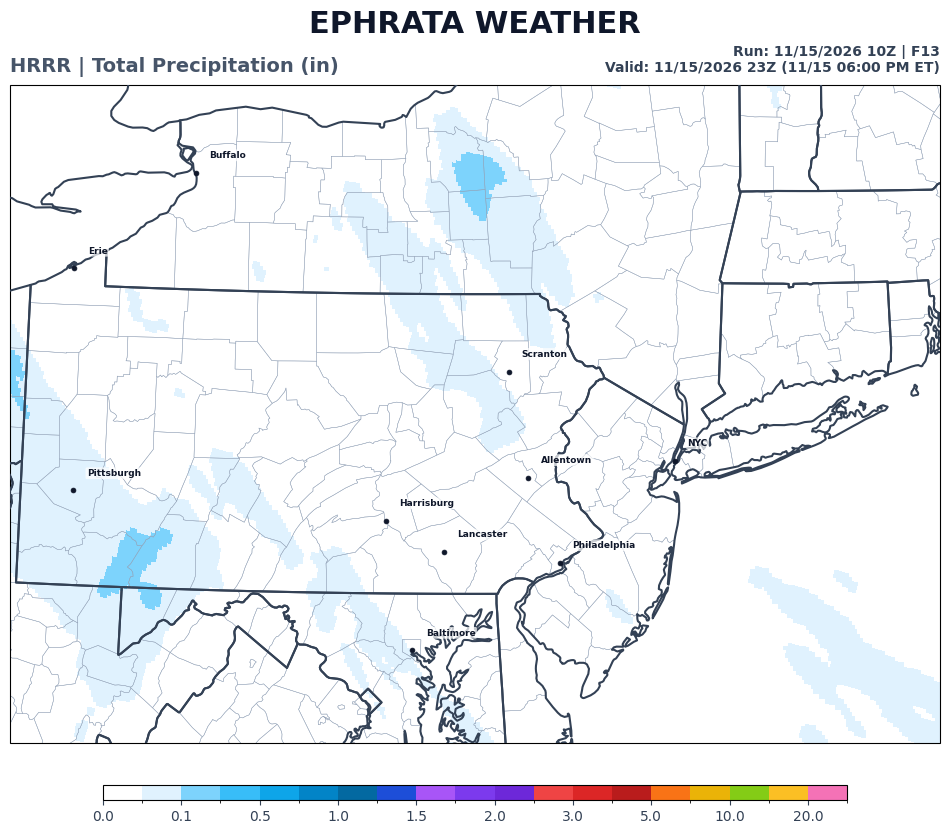 EPHRATA WEATHER
HRRR | Total Precipitation (in)
Run: 11/15/2026 10Z | F13
Valid: 11/15/2026 23Z (11/15 06:00 PM ET)
Buffalo
Erie
Scranton
NYC
Pittsburgh
Allentown
Harrisburg
Lancaster
Philadelphia
Baltimore
0.0 0.1 0.5 1.0 1.5 2.0 3.0 5.0 10.0 20.0